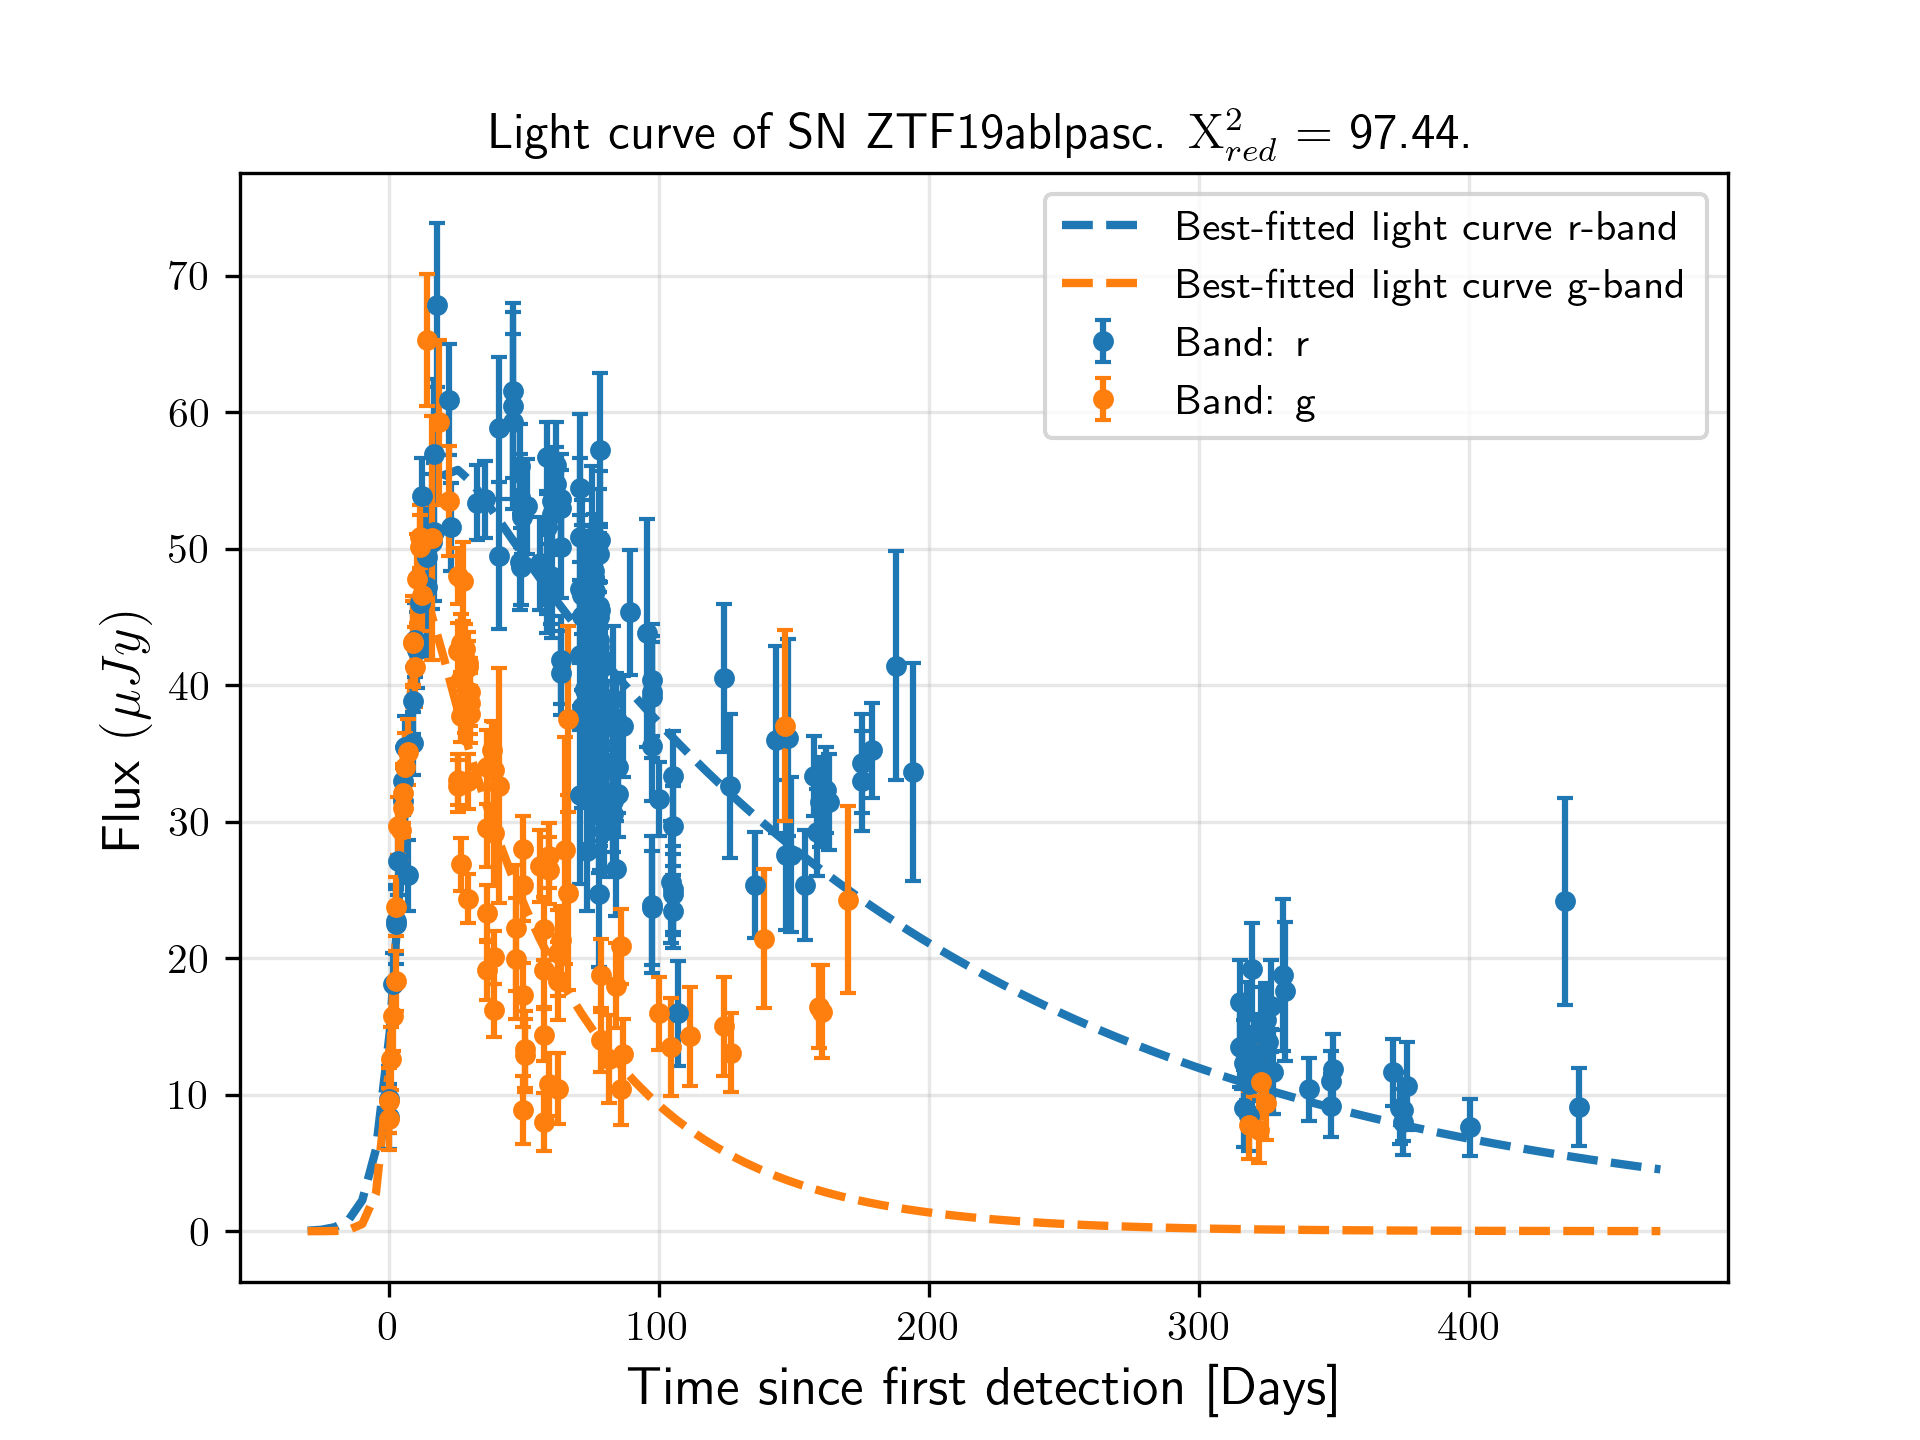 Light curve of SN ZTF19ablpasc. X²_red = 97.44.
Best-fitted light curve r-band
Best-fitted light curve g-band
Band: r
Band: g
Flux (μJy)
70
60
50
40
30
20
10
0
0 100 200 300 400
Time since first detection [Days]